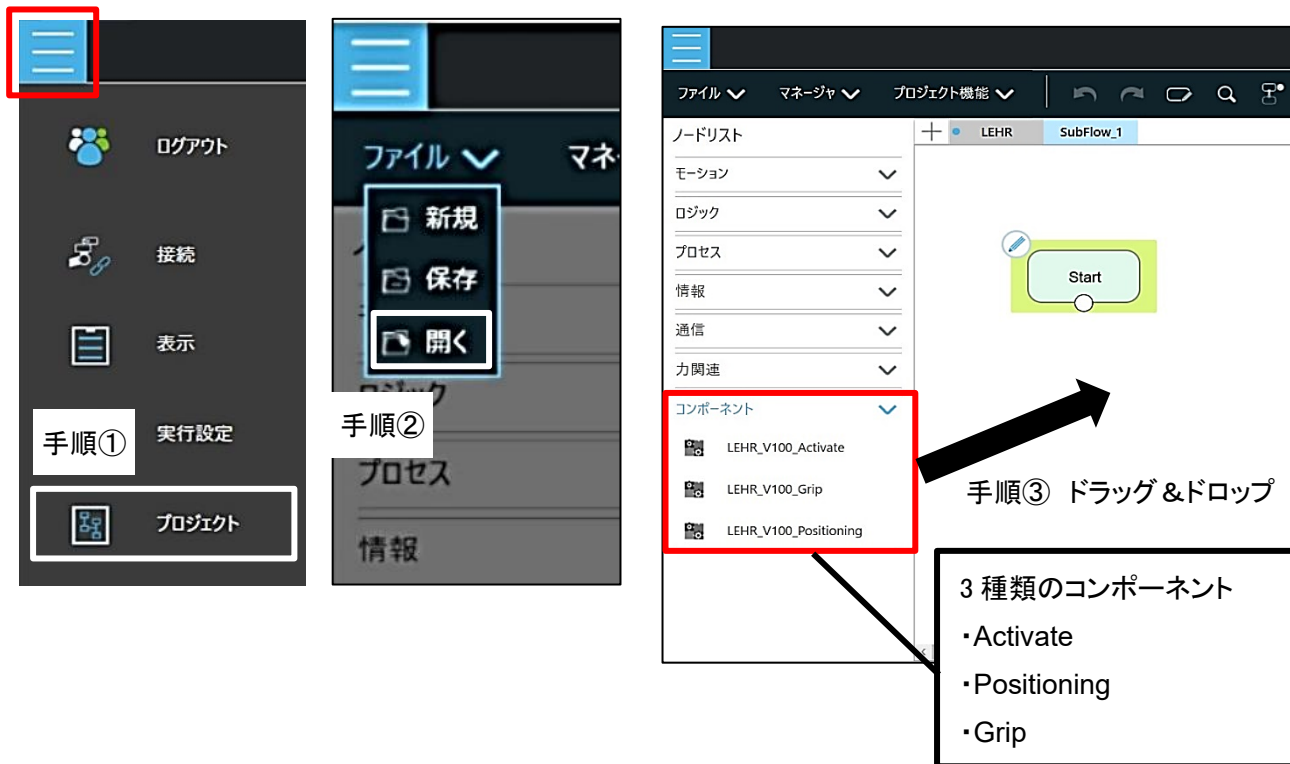 ログアウト
接続
表示
手順①
実行設定
プロジェクト
ファイル
マネ
新規
保存
開く
ロジック
手順②
プロセス
情報
ファイル マネージャ プロジェクト機能
ノードリスト
LEHR SubFlow_1
モーション
ロジック
プロセス
情報
通信
力関連
コンポーネント
LEHR_V100_Activate
LEHR_V100_Grip
LEHR_V100_Positioning
Start
手順③ ドラッグ&ドロップ
3 種類のコンポーネント
・Activate
・Positioning
・Grip